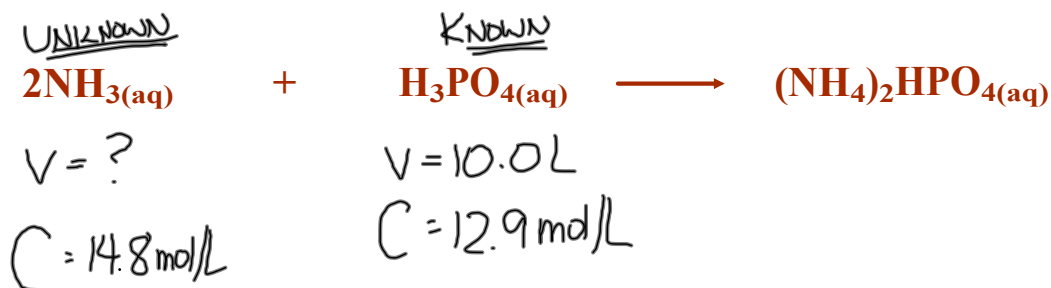 UNKNOWN KNOWN
2NH₃(aq) + H₃PO₄(aq) ⟶ (NH₄)₂HPO₄(aq)
V = ? V = 10.0L
C = 14.8 mol/L C = 12.9 mol/L